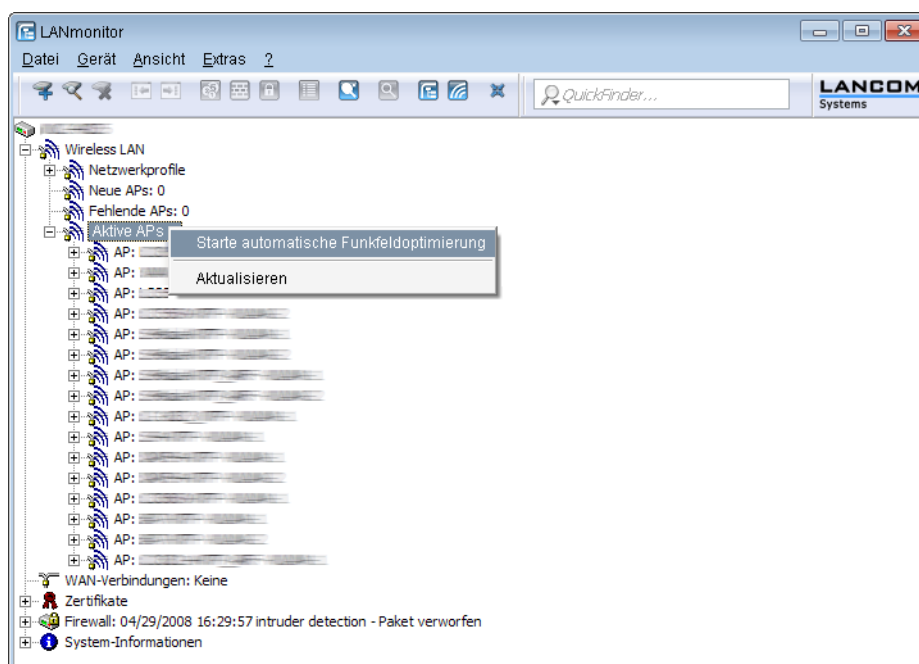 LANmonitor
Datei Gerät Ansicht Extras ?
QuickFinder...
LANCOM
Systems
Wireless LAN
Netzwerkprofile
Neue APs: 0
Fehlende APs: 0
Aktive APs
Starte automatische Funkfeldoptimierung
AP:
AP:
Aktualisieren
AP:
AP:
AP:
AP:
AP:
AP:
AP:
AP:
AP:
AP:
AP:
AP:
AP:
AP:
WAN-Verbindungen: Keine
Zertifikate
Firewall: 04/29/2008 16:29:57 intruder detection - Paket verworfen
System-Informationen